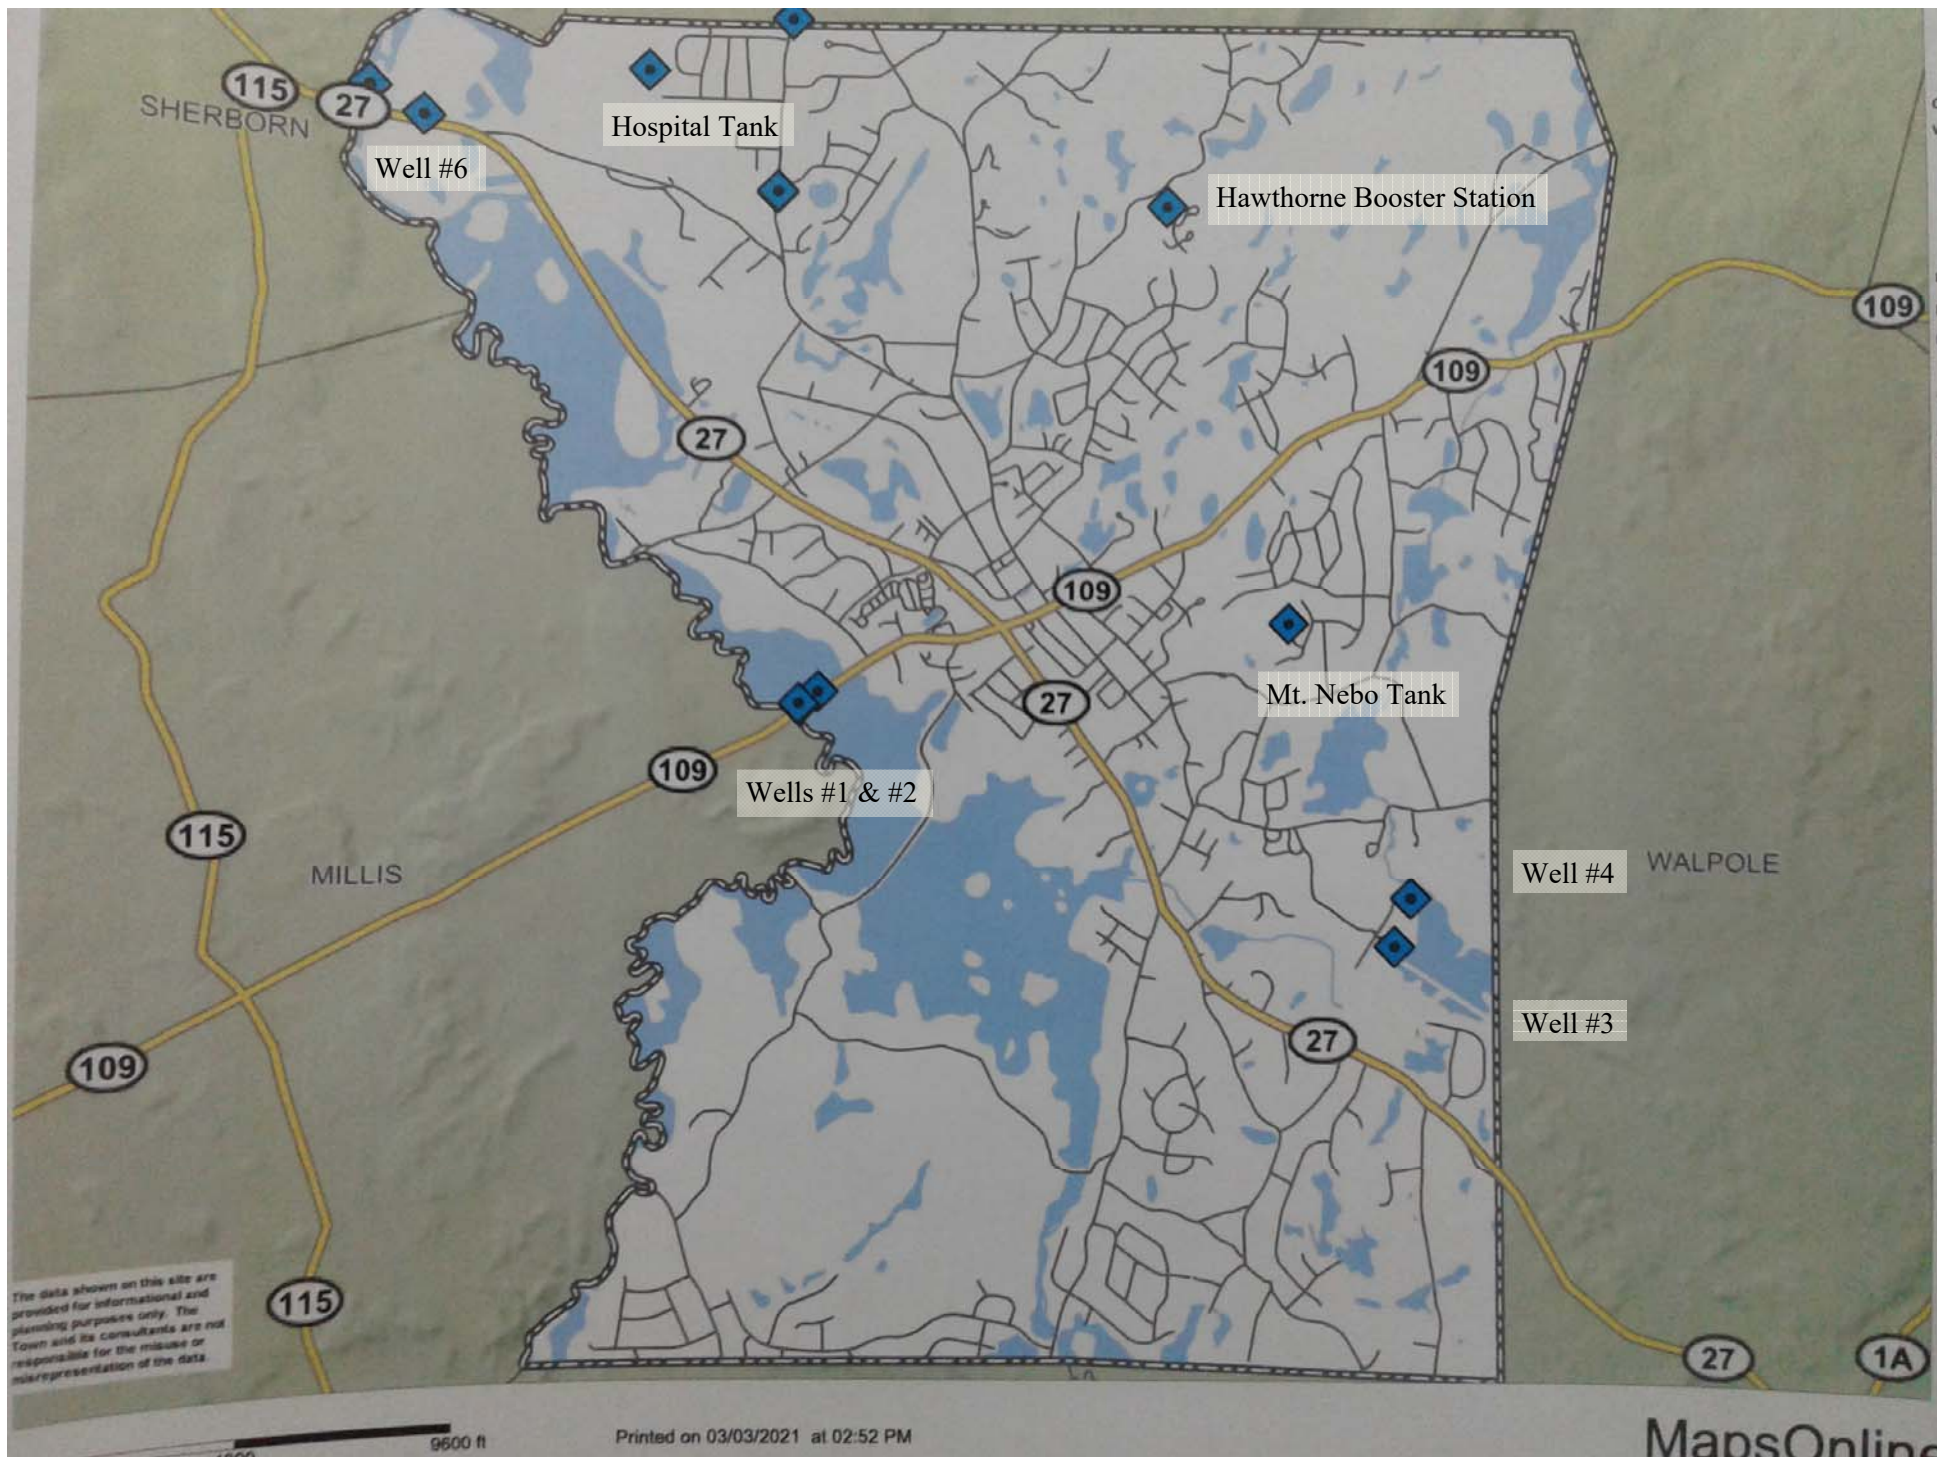 115
27
SHERBORN
Hospital Tank
Well #6
Hawthorne Booster Station
109
109
27
109
Mt. Nebo Tank
27
109
Wells #1 & #2
115
MILLIS
Well #4
WALPOLE
Well #3
27
109
The data shown on this site are
provided for informational and
planning purposes only. The
Town and its consultants are not
responsible for the misuse or
misrepresentation of the data.
115
27
1A
9600 ft
Printed on 03/03/2021 at 02:52 PM
MapsOnline